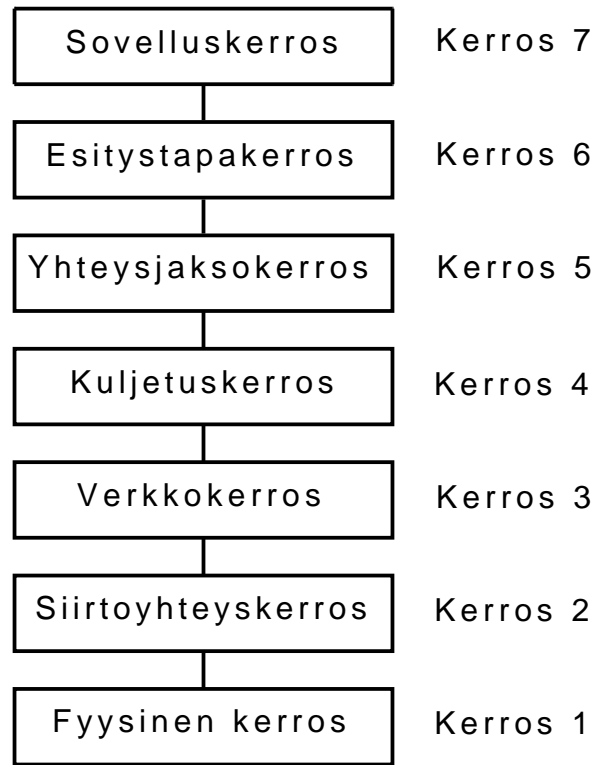 Sovelluskerros Kerros 7
Esitystapakerros Kerros 6
Yhteysjaksokerros Kerros 5
Kuljetuskerros Kerros 4
Verkkokerros Kerros 3
Siirtoyhteyskerros Kerros 2
Fyysinen kerros Kerros 1